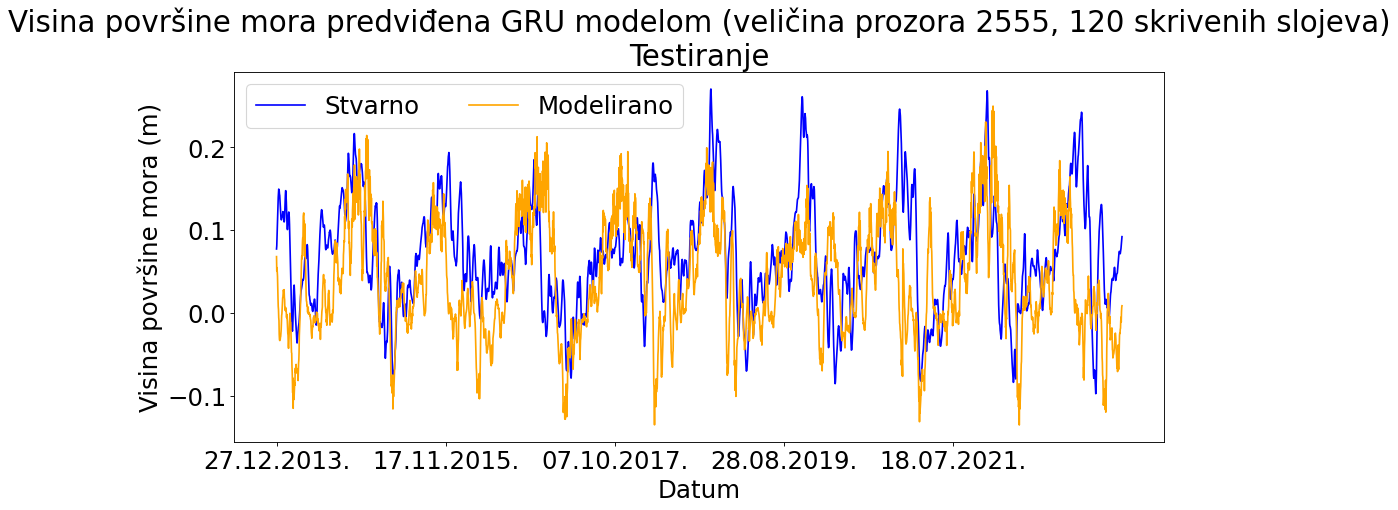 Visina površine mora predviđena GRU modelom (veličina prozora 2555, 120 skrivenih slojeva)
Testiranje
Stvarno
Modelirano
Visina površine mora (m)
0.2
0.1
0.0
−0.1
27.12.2013.
17.11.2015.
07.10.2017.
28.08.2019.
18.07.2021.
Datum